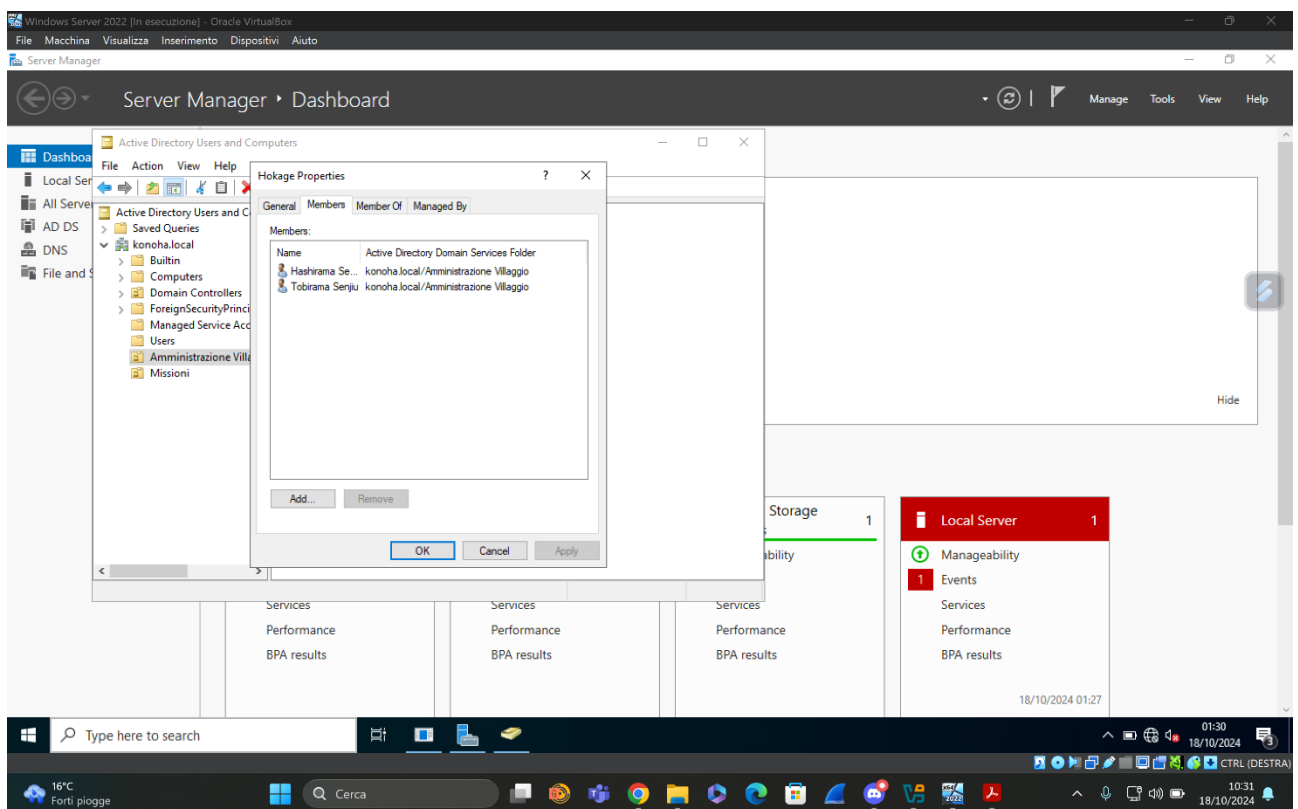 Windows Server 2022 [In esecuzione] - Oracle VirtualBox
File Macchina Visualizza Inserimento Dispositivi Aiuto
Server Manager
Server Manager • Dashboard
Manage Tools View Help
Dashboa
Local Ser
All Server
AD DS
DNS
File and S
Active Directory Users and Computers
File Action View Help
Active Directory Users and C
Saved Queries
konoha.local
Builtin
Computers
Domain Controllers
ForeignSecurityPrinci
Managed Service Acc
Users
Amministrazione Villa
Missioni
Hokage Properties
General Members Member Of Managed By
Members:
Name Active Directory Domain Services Folder
Hashirama Se... konoha.local/Amministrazione Villaggio
Tobirama Senjiu konoha.local/Amministrazione Villaggio
Add... Remove
OK Cancel Apply
Hide
Services
Performance
BPA results
Services
Performance
BPA results
Storage 1
ability
Services
Performance
BPA results
Local Server 1
Manageability
1 Events
Services
Performance
BPA results
18/10/2024 01:27
Type here to search
01:30
18/10/2024
3
CTRL (DESTRA)
16°C
Forti piogge
Cerca
10:31
18/10/2024